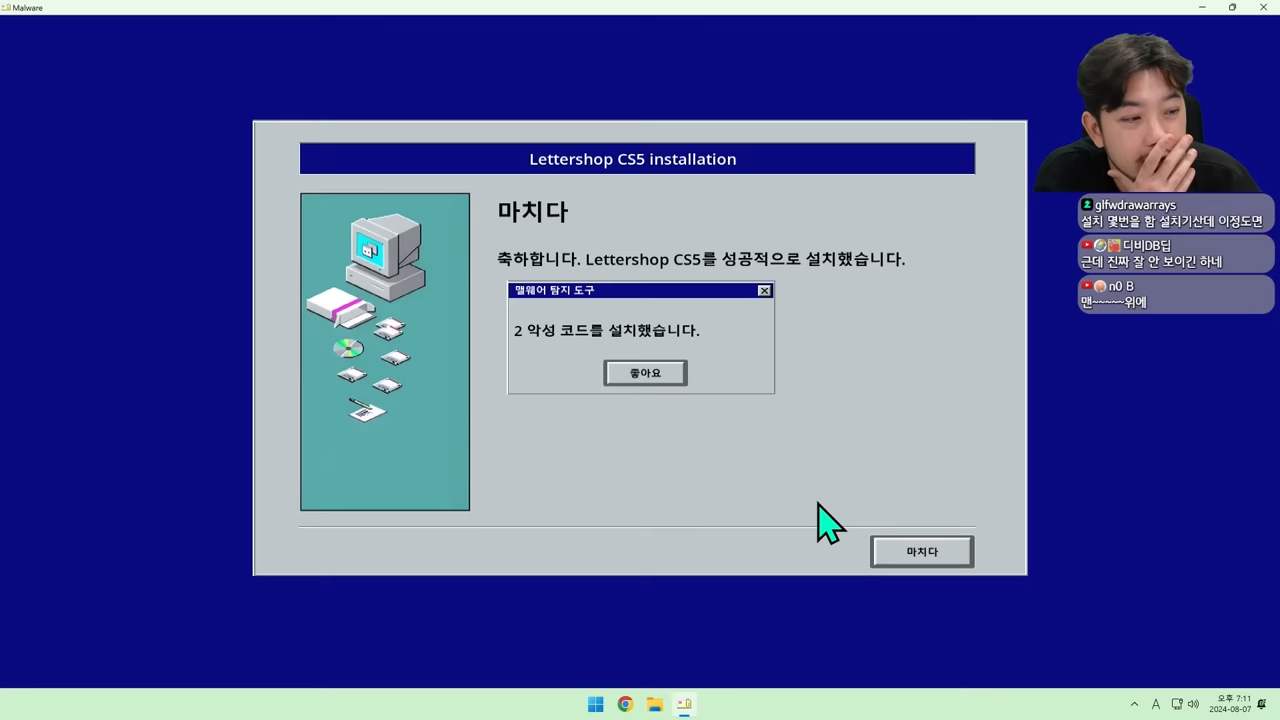 Malware
Lettershop CS5 installation
마치다
축하합니다. Lettershop CS5를 성공적으로 설치했습니다.
맬웨어 탐지 도구
2 악성 코드를 설치했습니다.
좋아요
마치다
glfwdrawarrays
설치 몇번을 함 설치기산데 이정도면
디비DB딥
근데 진짜 잘 안 보이긴 하네
n0 B
맨~~~~~위에
A
오후 7:11
2024-08-07